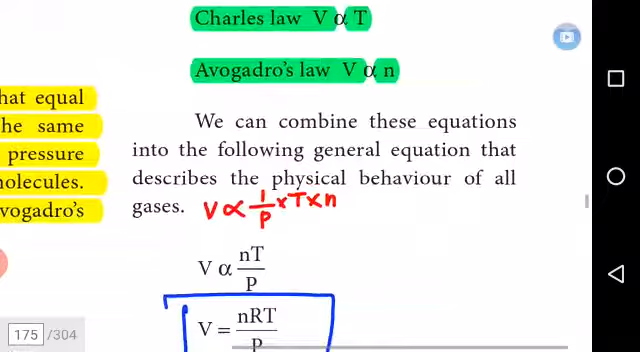 Charles law V α T
Avogadro's law V α n
hat equal
he same
pressure
nolecules.
vogadro's
We can combine these equations
into the following general equation that
describes the physical behaviour of all
gases. V ∝ 1/P × T × n
V α nT/P
V = nRT/P
175 /304